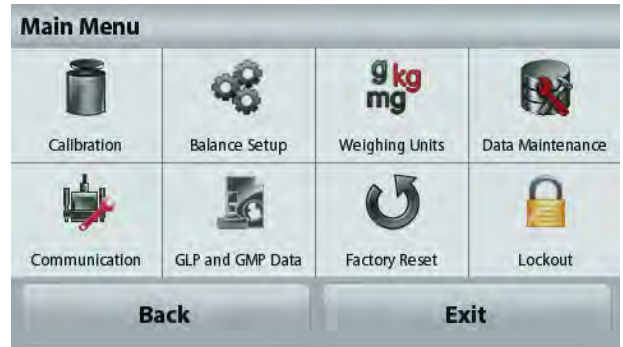 Main Menu
g kg
mg
Calibration
Balance Setup
Weighing Units
Data Maintenance
Communication
GLP and GMP Data
Factory Reset
Lockout
Back
Exit